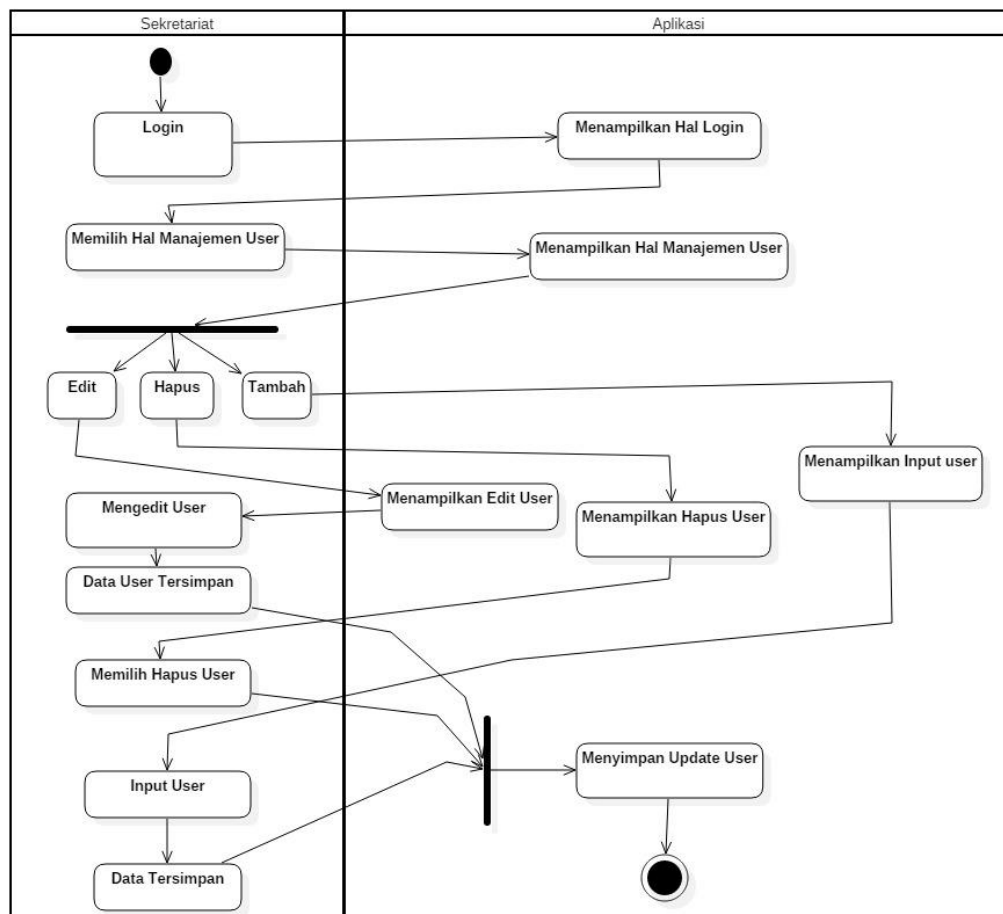 Sekretariat
Aplikasi
Login
Menampilkan Hal Login
Memilih Hal Manajemen User
Menampilkan Hal Manajemen User
Edit
Hapus
Tambah
Menampilkan Input user
Menampilkan Edit User
Mengedit User
Menampilkan Hapus User
Data User Tersimpan
Memilih Hapus User
Menyimpan Update User
Input User
Data Tersimpan